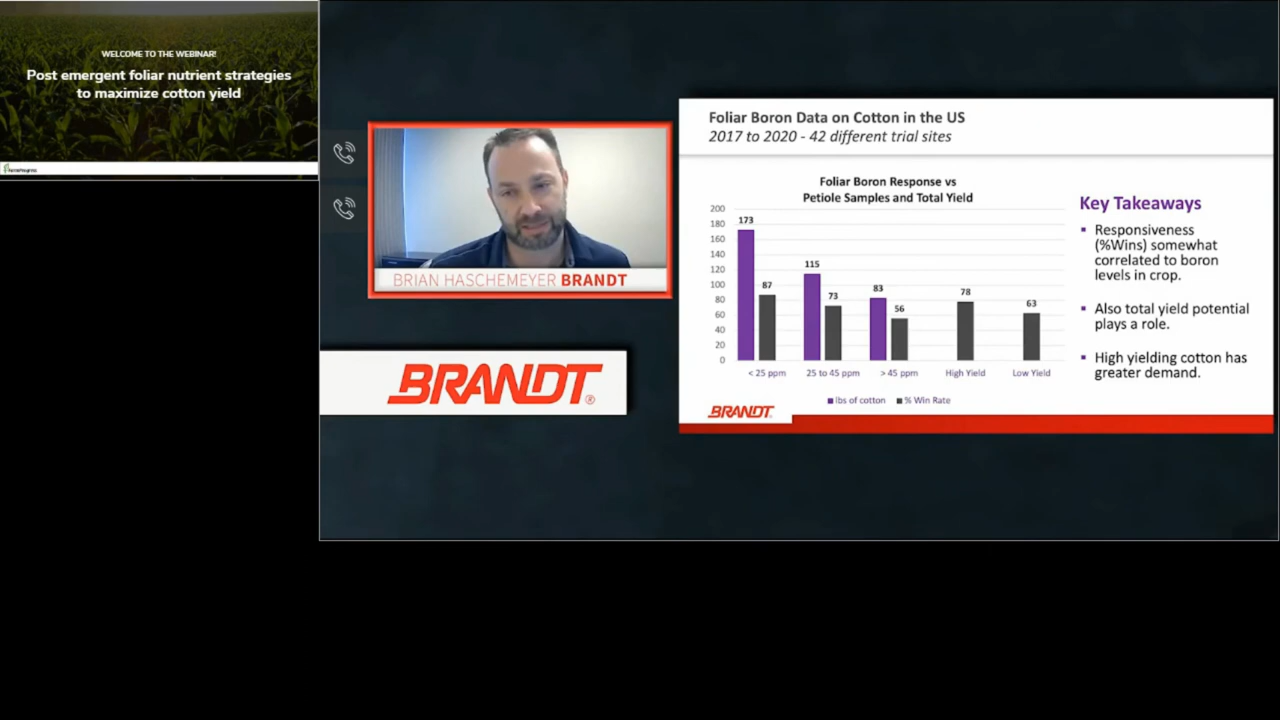 WELCOME TO THE WEBINAR!
Post emergent foliar nutrient strategies
to maximize cotton yield
BRIAN HASCHEMEYER BRANDT
BRANDT®
Foliar Boron Data on Cotton in the US
2017 to 2020 - 42 different trial sites
Foliar Boron Response vs
Petiole Samples and Total Yield
200
180
160
140
120
100
80
60
40
20
0
173
87
115
73
83
56
78
63
< 25 ppm
25 to 45 ppm
> 45 ppm
High Yield
Low Yield
lbs of cotton
% Win Rate
Key Takeaways
▪ Responsiveness
(%Wins) somewhat
correlated to boron
levels in crop.
▪ Also total yield potential
plays a role.
▪ High yielding cotton has
greater demand.
BRANDT